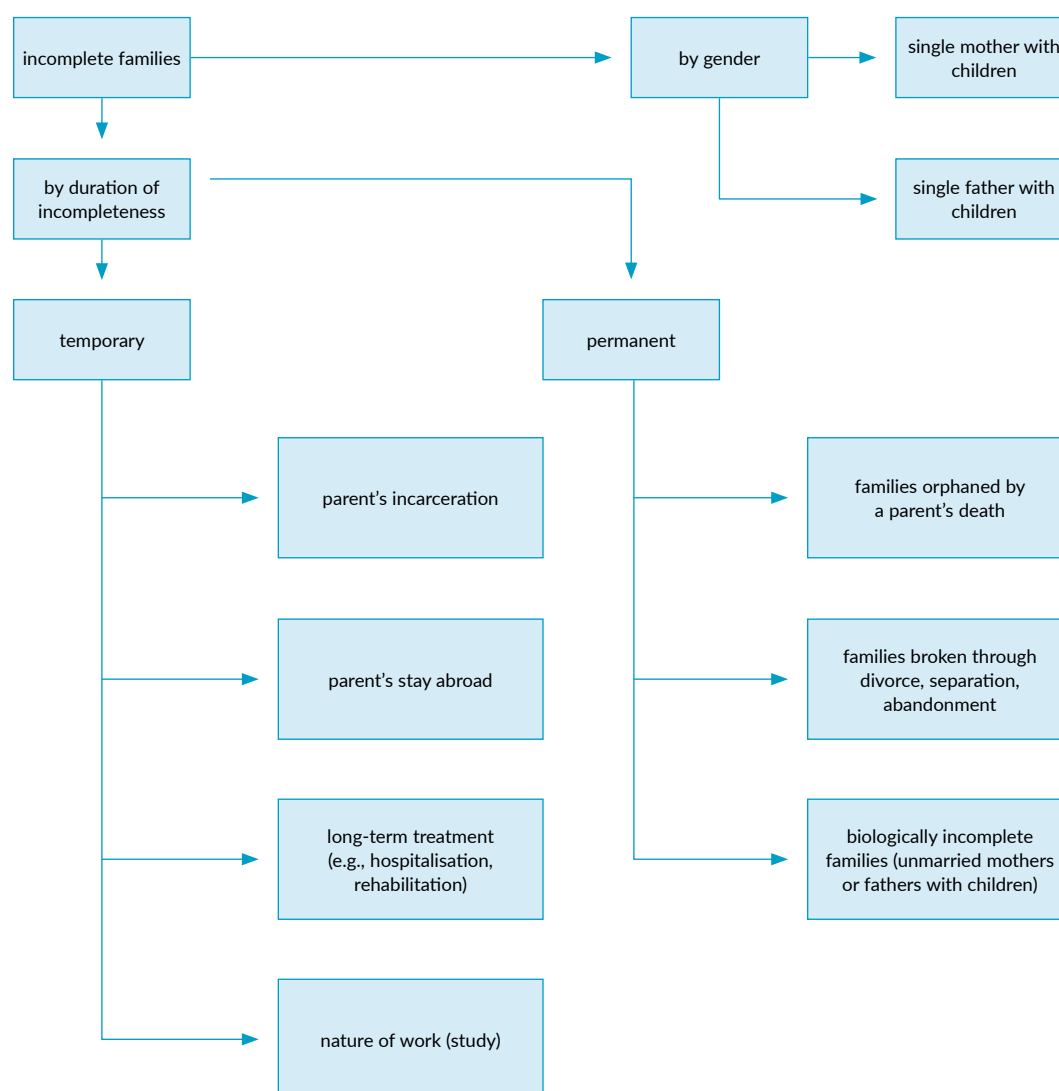 incomplete families
by gender
single mother with
children
by duration of
incompleteness
single father with
children
temporary
permanent
parent’s incarceration
families orphaned by
a parent’s death
parent’s stay abroad
families broken through
divorce, separation,
abandonment
long-term treatment
(e.g., hospitalisation,
rehabilitation)
biologically incomplete
families (unmarried mothers
or fathers with children)
nature of work (study)